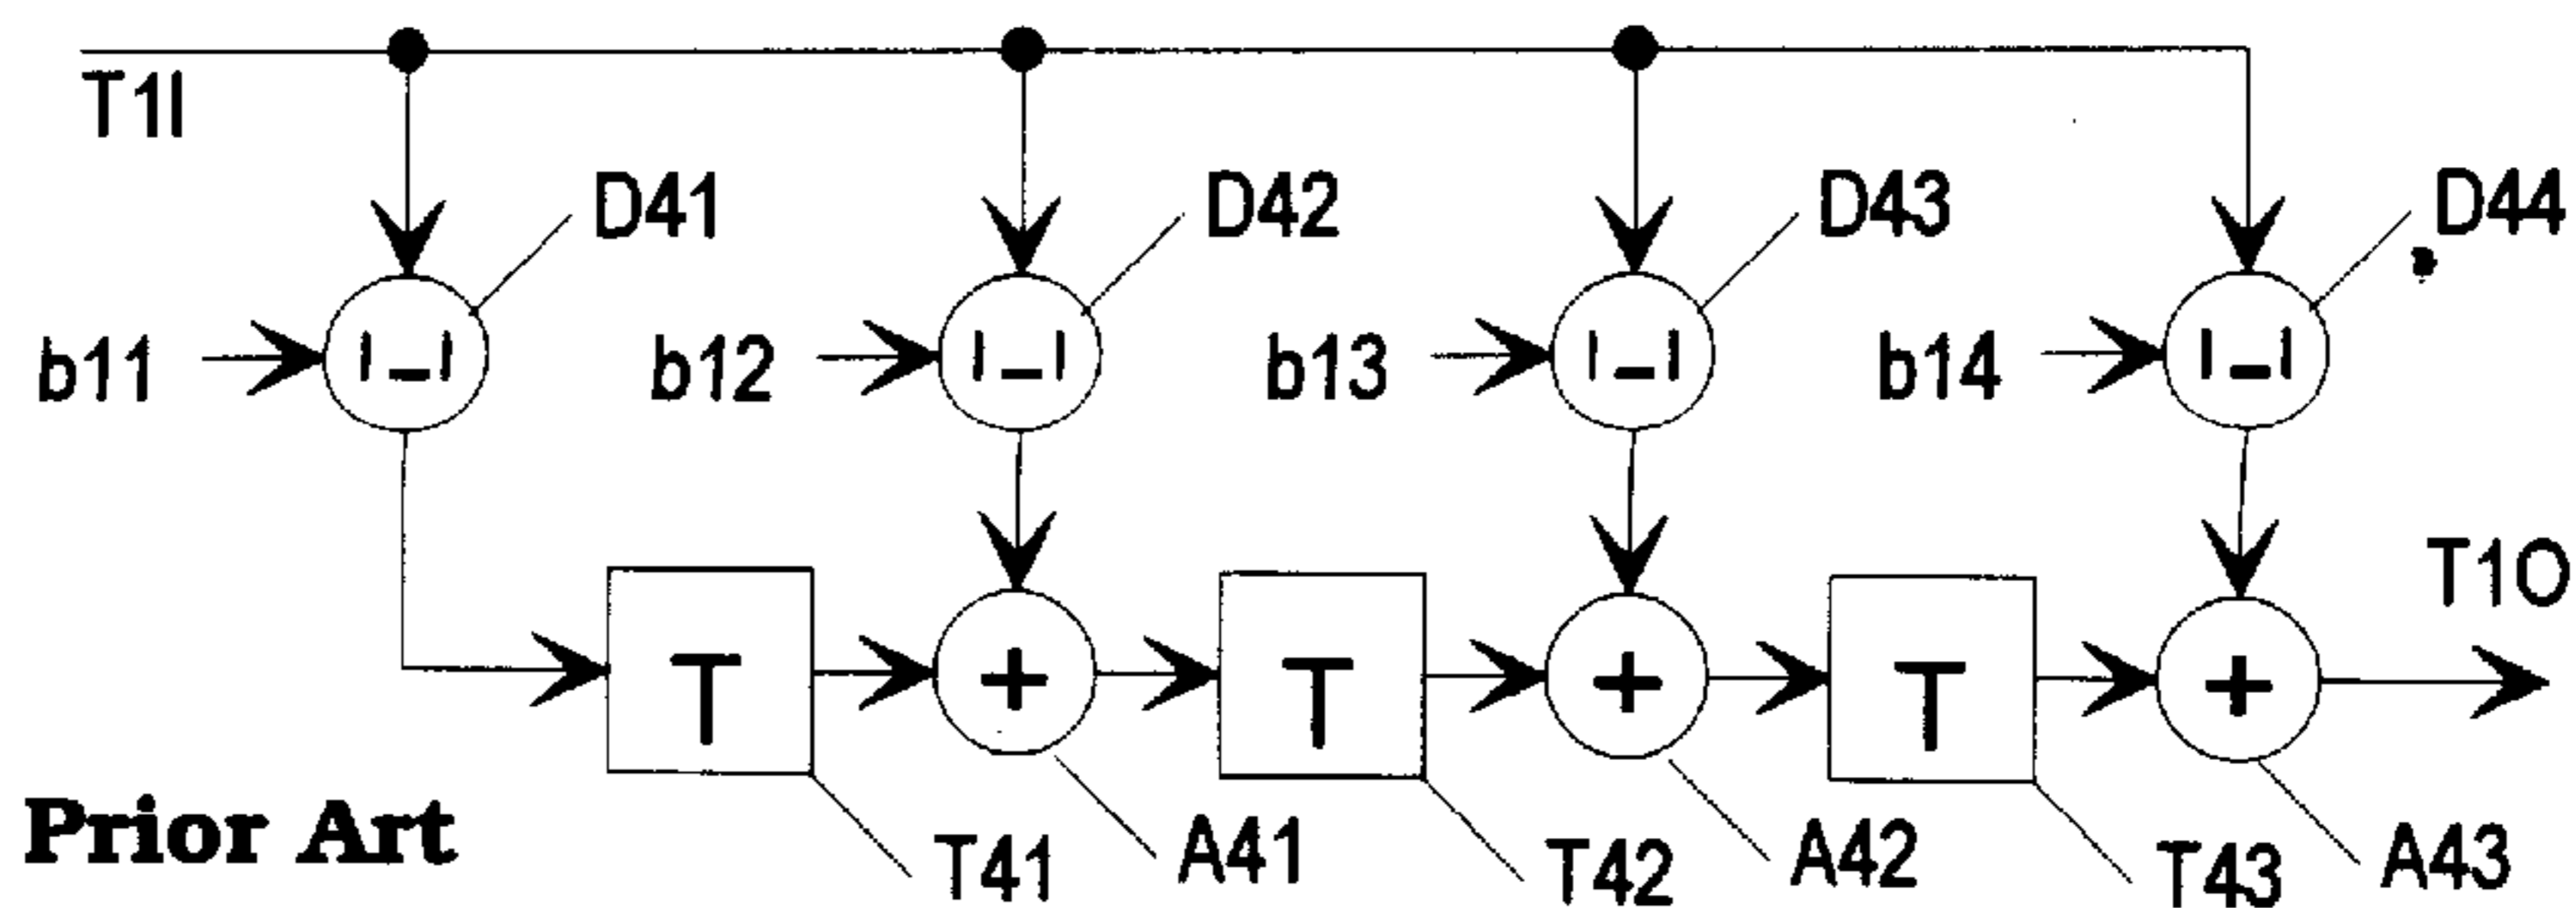 T1I
D41 D42 D43 D44
b11 |-| b12 |-| b13 |-| b14 |-|
T1O
T + T + T +
Prior Art
T41 A41 T42 A42 T43 A43